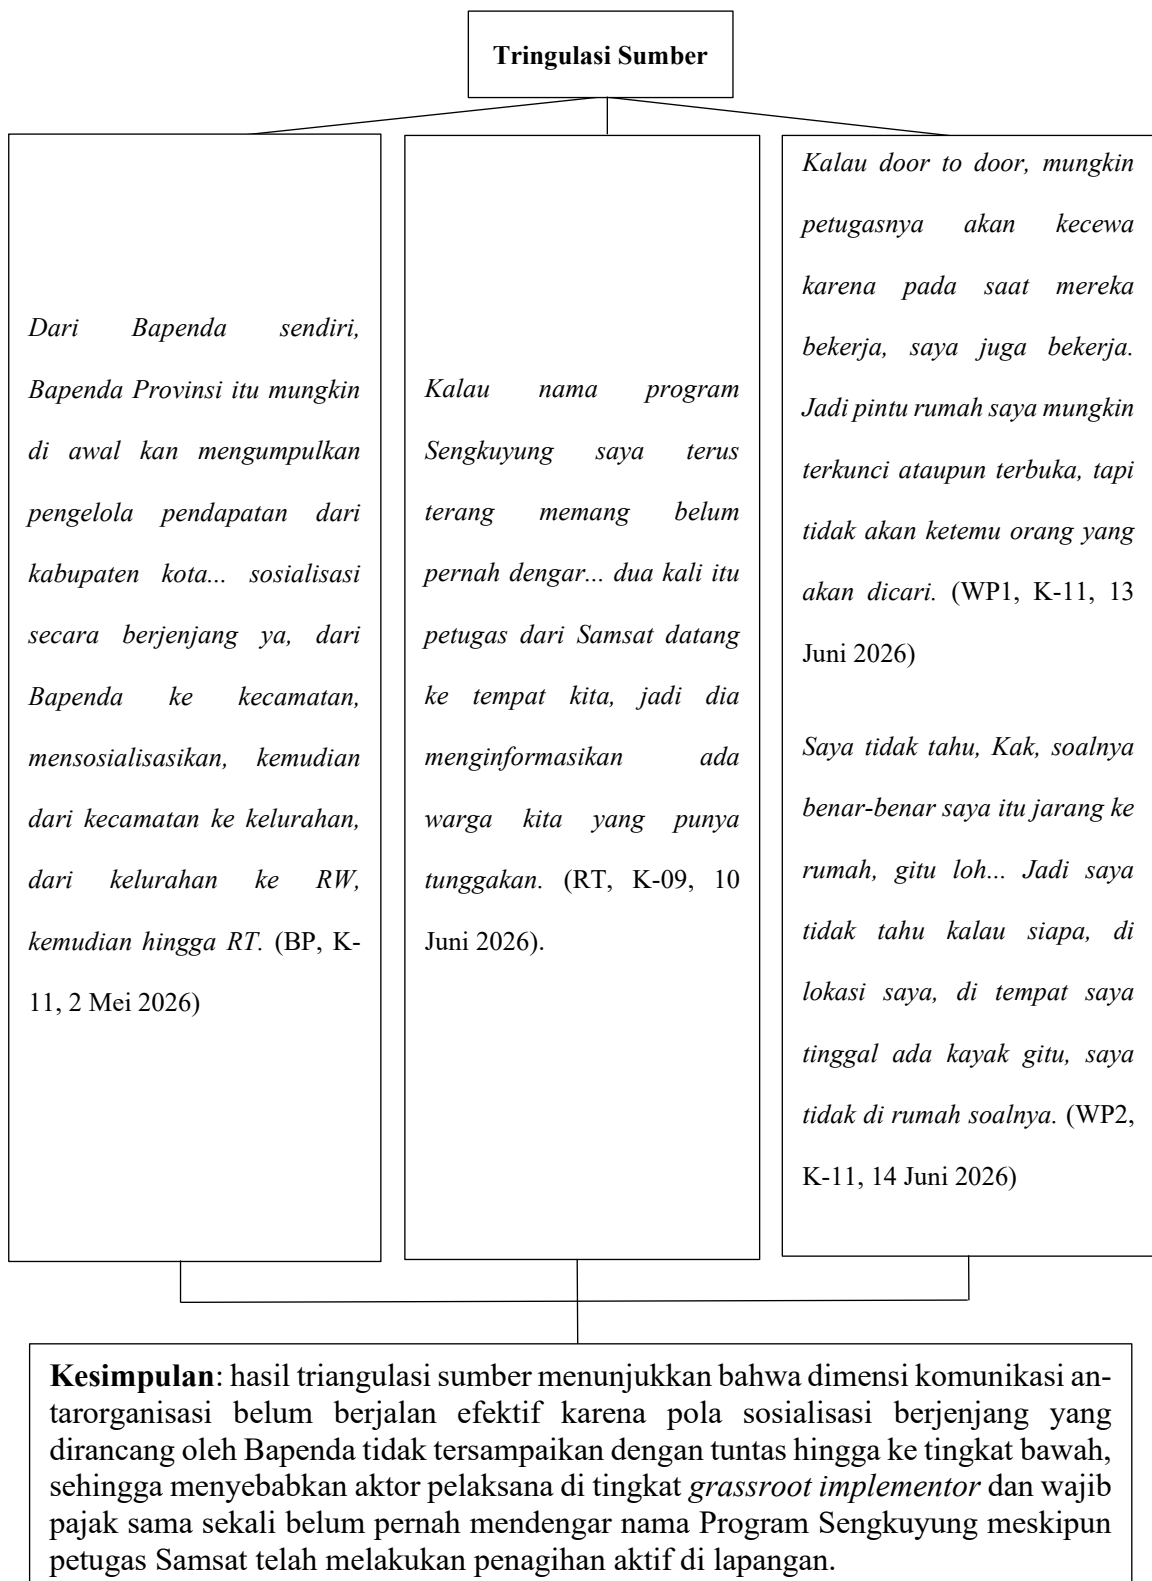 Tringulasi Sumber
Dari Bapenda sendiri,
Bapenda Provinsi itu mungkin
di awal kan mengumpulkan
pengelola pendapatan dari
kabupaten kota... sosialisasi
secara berjenjang ya, dari
Bapenda ke kecamatan,
mensosialisasikan, kemudian
dari kecamatan ke kelurahan,
dari kelurahan ke RW,
kemudian hingga RT. (BP, K-
11, 2 Mei 2026)
Kalau nama program
Sengkuyung saya terus
terang memang belum
pernah dengar... dua kali itu
petugas dari Samsat datang
ke tempat kita, jadi dia
menginformasikan ada
warga kita yang punya
tunggakan. (RT, K-09, 10
Juni 2026).
Kalau door to door, mungkin
petugasnya akan kecewa
karena pada saat mereka
bekerja, saya juga bekerja.
Jadi pintu rumah saya mungkin
terkunci ataupun terbuka, tapi
tidak akan ketemu orang yang
akan dicari. (WP1, K-11, 13
Juni 2026)
Saya tidak tahu, Kak, soalnya
benar-benar saya itu jarang ke
rumah, gitu loh... Jadi saya
tidak tahu kalau siapa, di
lokasi saya, di tempat saya
tinggal ada kayak gitu, saya
tidak di rumah soalnya. (WP2,
K-11, 14 Juni 2026)
Kesimpulan: hasil triangulasi sumber menunjukkan bahwa dimensi komunikasi an-
tarorganisasi belum berjalan efektif karena pola sosialisasi berjenjang yang
dirancang oleh Bapenda tidak tersampaikan dengan tuntas hingga ke tingkat bawah,
sehingga menyebabkan aktor pelaksana di tingkat grassroot implementor dan wajib
pajak sama sekali belum pernah mendengar nama Program Sengkuyung meskipun
petugas Samsat telah melakukan penagihan aktif di lapangan.